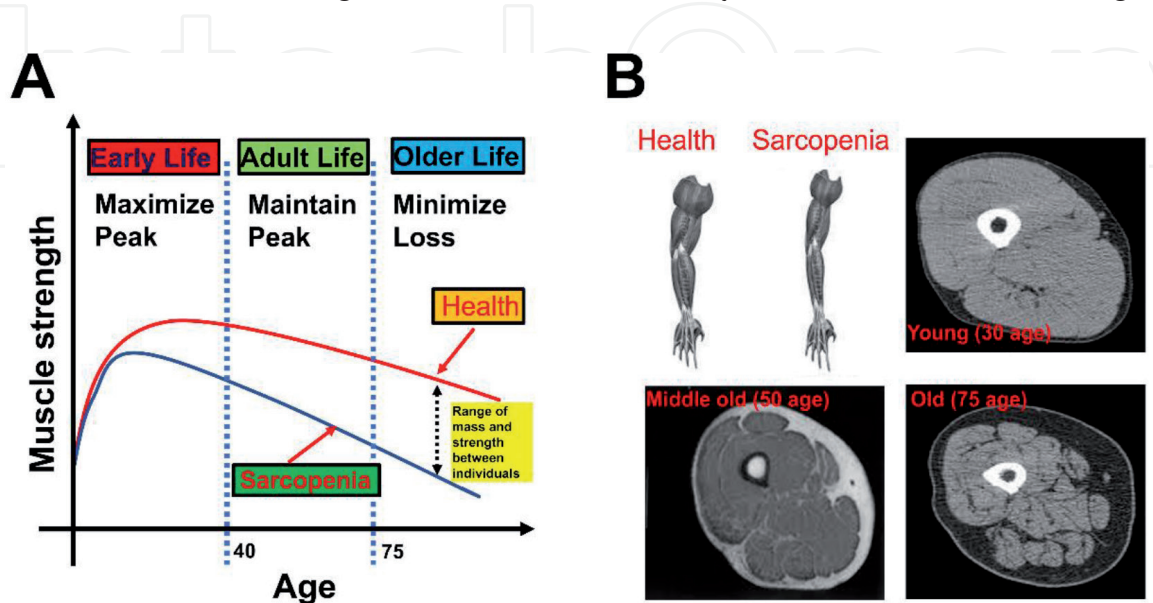 A
Early Life
Adult Life
Older Life
Maximize
Peak
Maintain
Peak
Minimize
Loss
Muscle strength
Health
Range of
mass and
strength
between
individuals
Sarcopenia
40
75
Age
B
Health
Sarcopenia
Young (30 age)
Middle old (50 age)
Old (75 age)